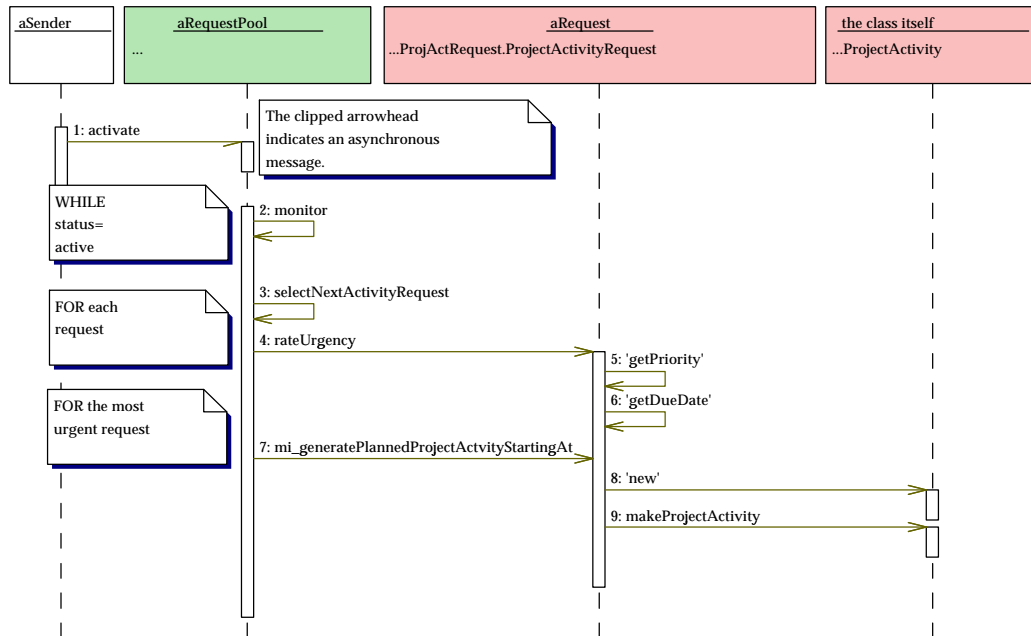 aSender
aRequestPool
...
aRequest
...ProjActRequest.ProjectActivityRequest
the class itself
...ProjectActivity
The clipped arrowhead
indicates an asynchronous
message.
1: activate
WHILE
status=
active
2: monitor
3: selectNextActivityRequest
FOR each
request
4: rateUrgency
5: 'getPriority'
6: 'getDueDate'
FOR the most
urgent request
7: mi_generatePlannedProjectActvityStartingAt
8: 'new'
9: makeProjectActivity